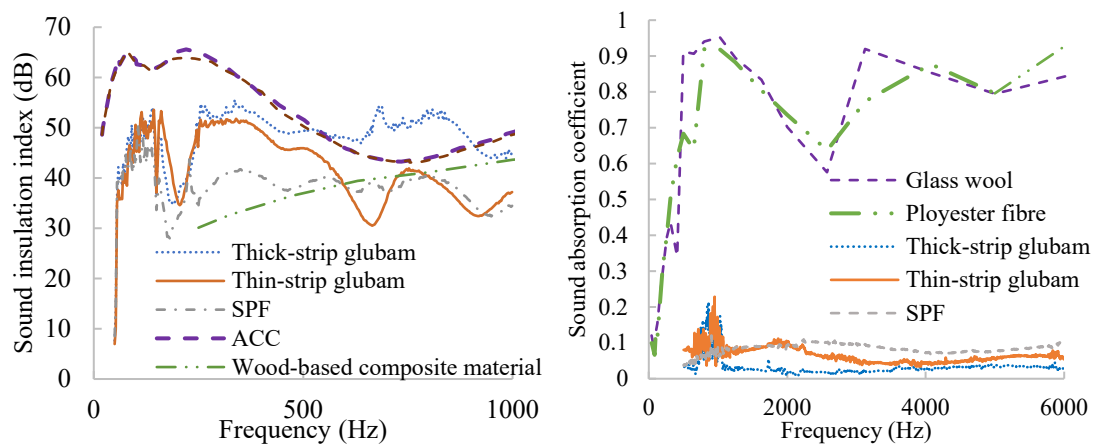 Sound insulation index (dB)
80
70
60
50
40
30
20
10
0
Thick-strip glubam
Thin-strip glubam
SPF
ACC
Wood-based composite material
0
500
1000
Frequency (Hz)
Sound absorption coefficient
1
0.9
0.8
0.7
0.6
0.5
0.4
0.3
0.2
0.1
0
Glass wool
Ployester fibre
Thick-strip glubam
Thin-strip glubam
SPF
0
2000
4000
6000
Frequency (Hz)